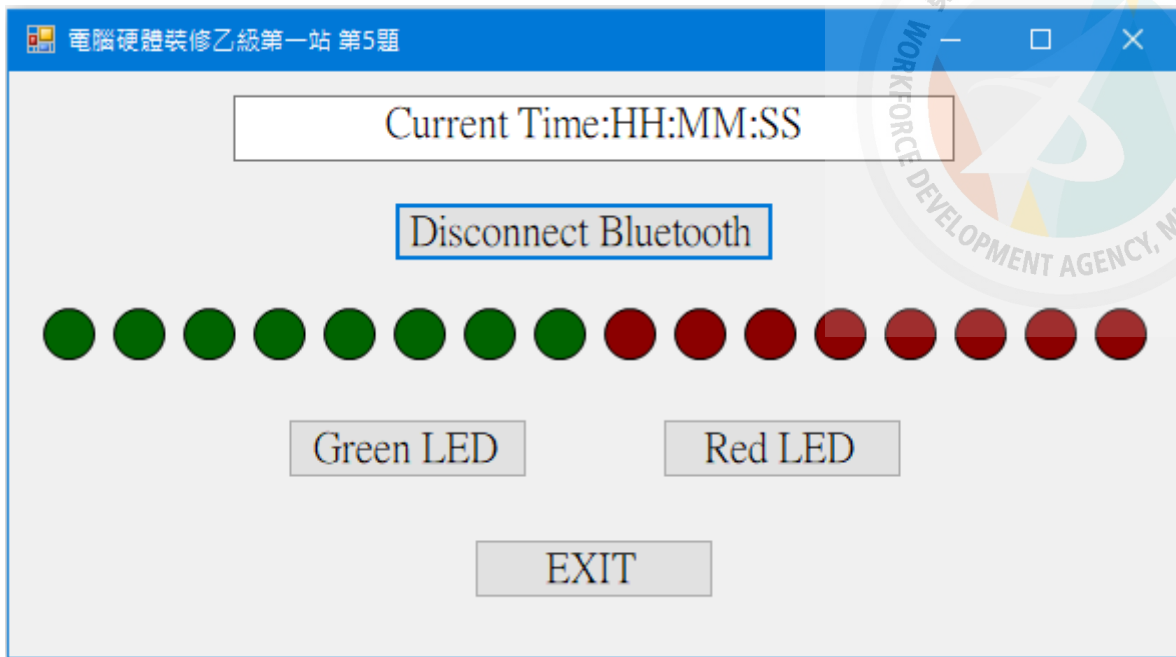 電腦硬體裝修乙級第一站 第5題
Current Time:HH:MM:SS
Disconnect Bluetooth
Green LED
Red LED
EXIT
WORKFORCE DEVELOPMENT AGENCY,